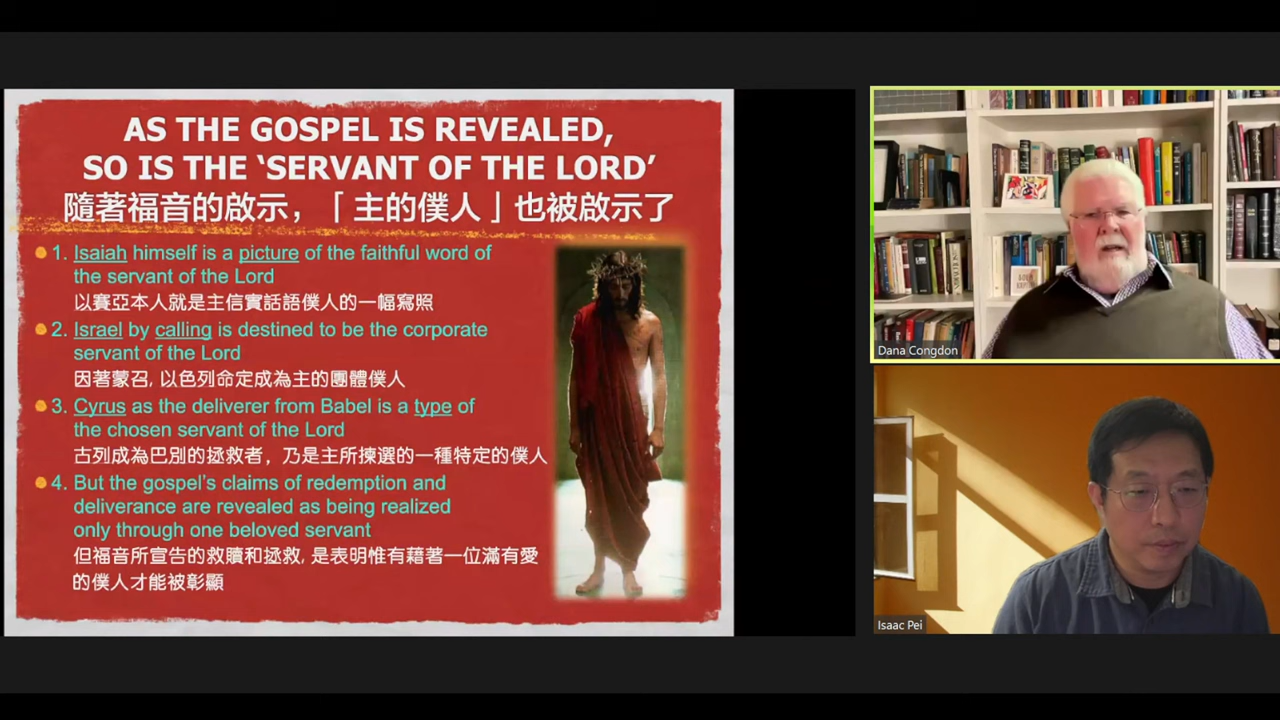 AS THE GOSPEL IS REVEALED,
SO IS THE ‘SERVANT OF THE LORD’
隨著福音的啟示，「主的僕人」也被啟示了
1. Isaiah himself is a picture of the faithful word of
the servant of the Lord
以賽亞本人就是主信實話語僕人的一幅寫照
2. Israel by calling is destined to be the corporate
servant of the Lord
因著蒙召, 以色列命定成為主的團體僕人
3. Cyrus as the deliverer from Babel is a type of
the chosen servant of the Lord
古列成為巴別的拯救者，乃是主所揀選的一種特定的僕人
4. But the gospel’s claims of redemption and
deliverance are revealed as being realized
only through one beloved servant
但福音所宣告的救贖和拯救, 是表明惟有藉著一位滿有愛
的僕人才能被彰顯
Dana Congdon
Isaac Pei